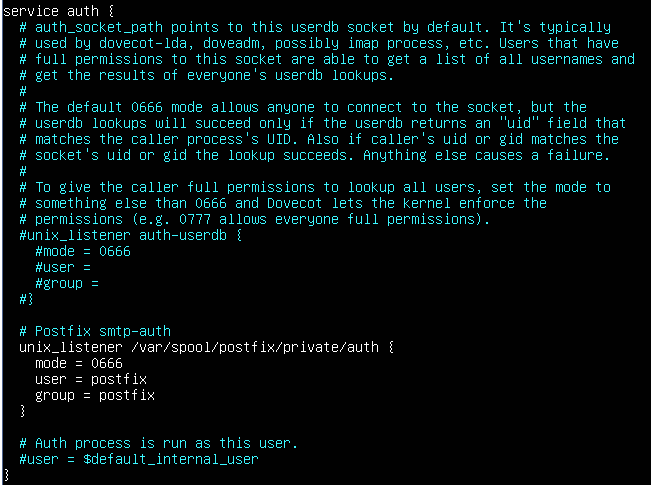 service auth {
  # auth_socket_path points to this userdb socket by default. It's typically
  # used by dovecot-lda, doveadm, possibly imap process, etc. Users that have
  # full permissions to this socket are able to get a list of all usernames and
  # get the results of everyone's userdb lookups.
  #
  # The default 0666 mode allows anyone to connect to the socket, but the
  # userdb lookups will succeed only if the userdb returns an "uid" field that
  # matches the caller process's UID. Also if caller's uid or gid matches the
  # socket's uid or gid the lookup succeeds. Anything else causes a failure.
  #
  # To give the caller full permissions to lookup all users, set the mode to
  # something else than 0666 and Dovecot lets the kernel enforce the
  # permissions (e.g. 0777 allows everyone full permissions).
  #unix_listener auth-userdb {
    #mode = 0666
    #user =
    #group =
  #}

  # Postfix smtp-auth
  unix_listener /var/spool/postfix/private/auth {
    mode = 0666
    user = postfix
    group = postfix
  }

  # Auth process is run as this user.
  #user = $default_internal_user
}